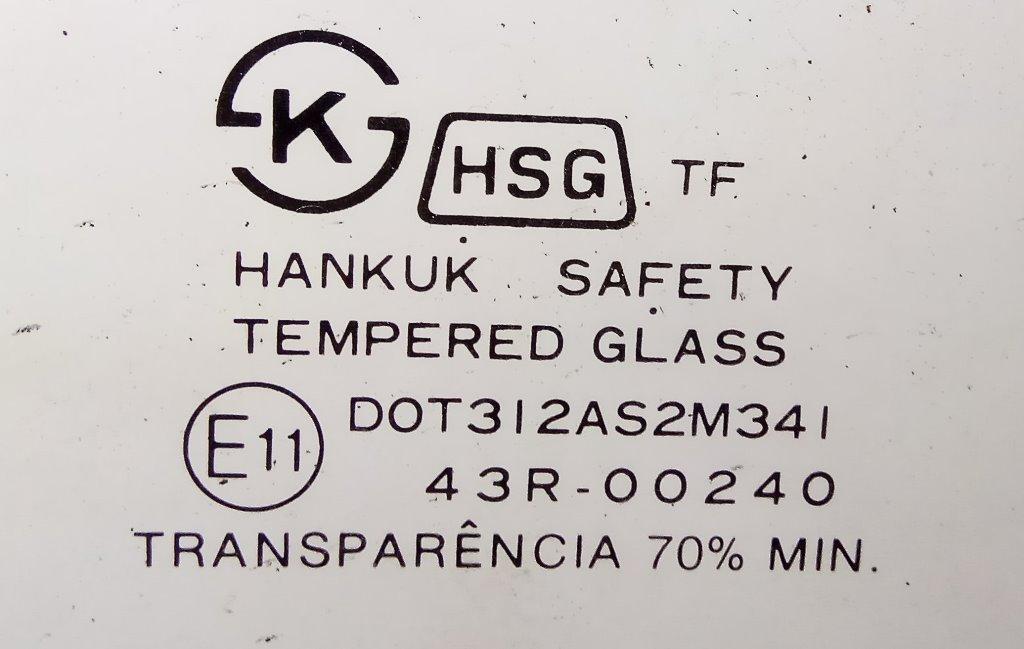 K HSG TF
HANKUK SAFETY
TEMPERED GLASS
E11 DOT312AS2M341
43R-00240
TRANSPARÊNCIA 70% MIN.